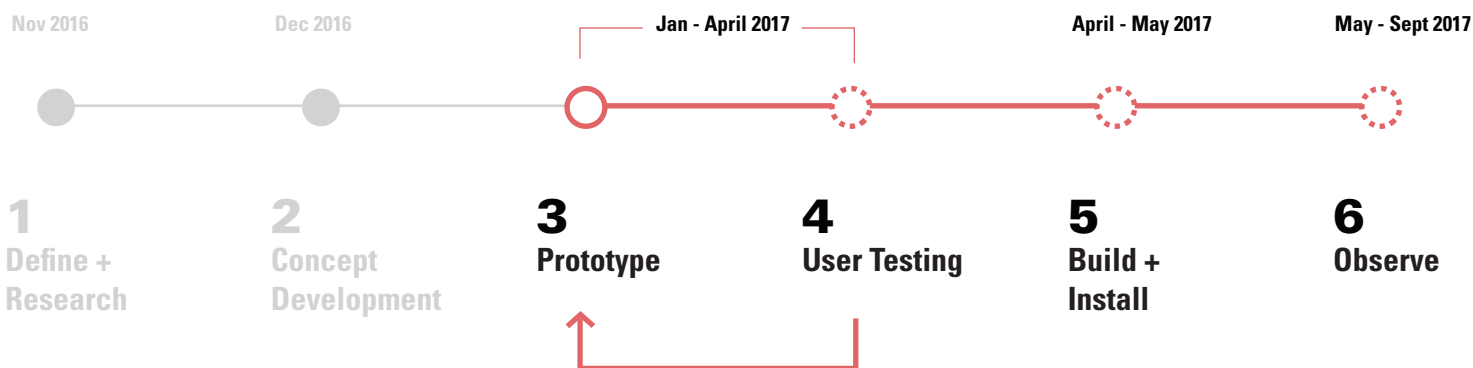 Nov 2016
Dec 2016
Jan - April 2017
April - May 2017
May - Sept 2017
1
Define +
Research
2
Concept
Development
3
Prototype
4
User Testing
5
Build +
Install
6
Observe